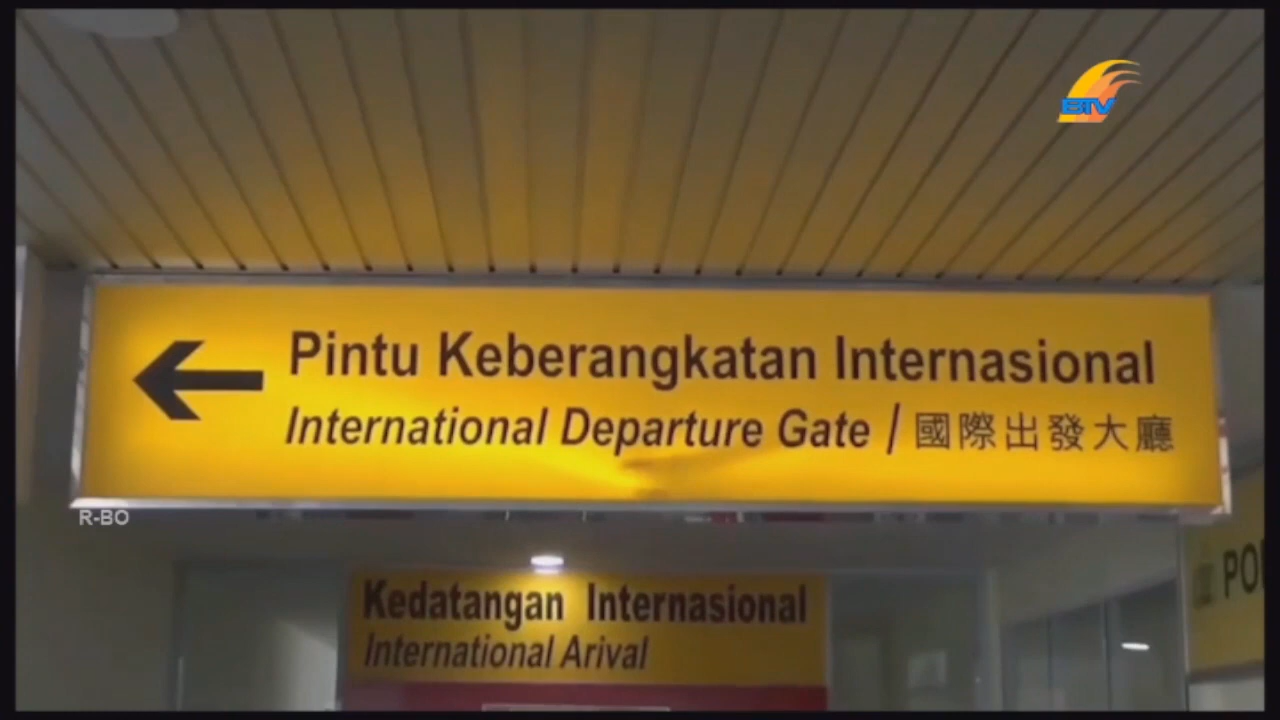 BTV
Pintu Keberangkatan Internasional
International Departure Gate / 國際出發大廳
R-BO
Kedatangan Internasional
International Arival